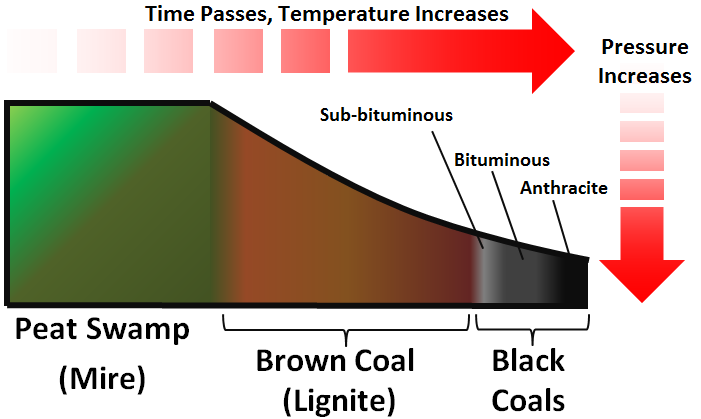 Time Passes, Temperature Increases
Pressure
Increases
Sub-bituminous
Bituminous
Anthracite
Peat Swamp
(Mire)
Brown Coal
(Lignite)
Black
Coals